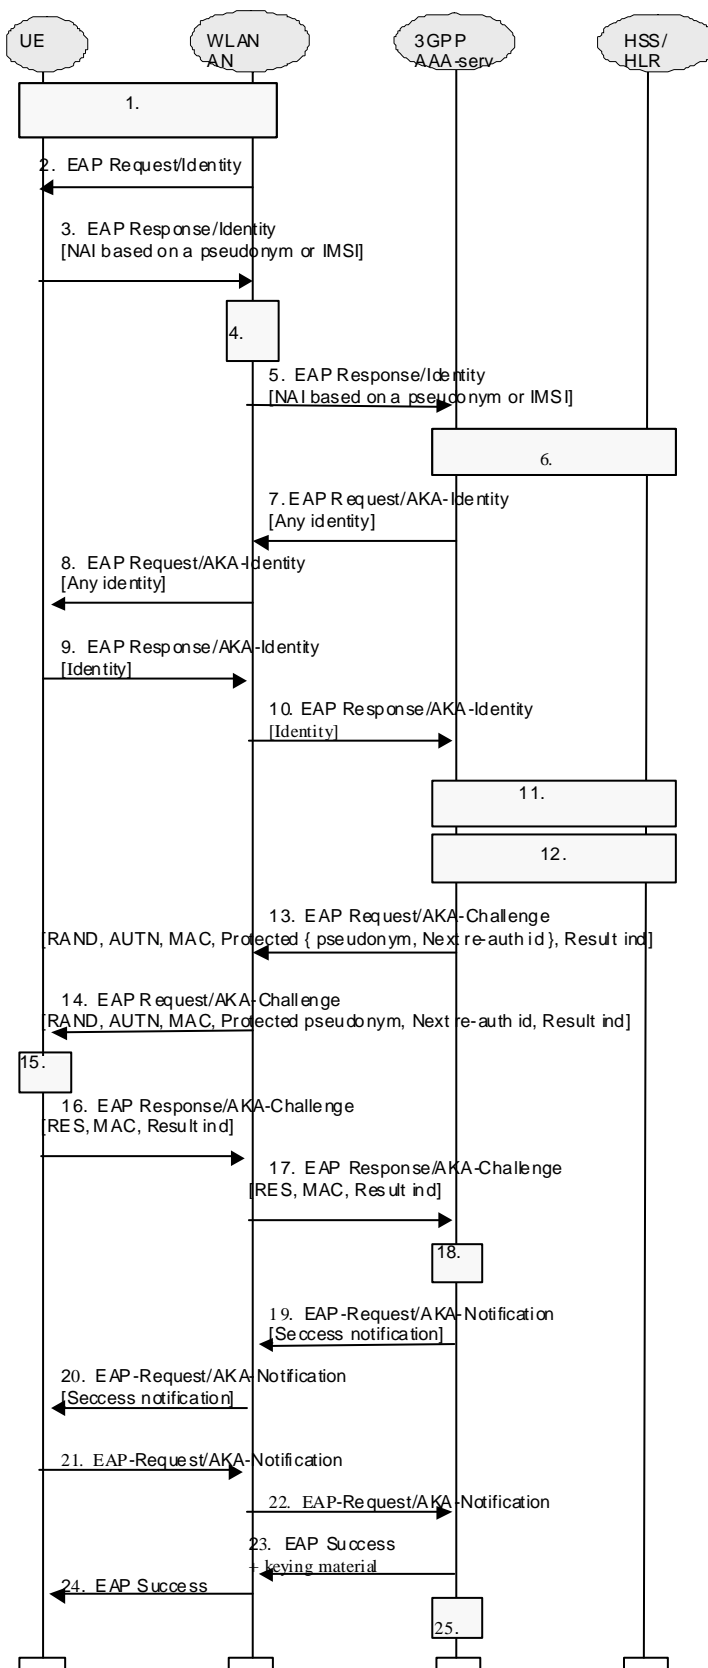 UE
WLAN
AN
3GPP
AAA-serv
HSS/
HLR
1.
2. EAP Request/Identity
3. EAP Response/Identity
[NAI based on a pseudonym or IMSI]
4.
5. EAP Response/Identity
[NAI based on a pseudonym or IMSI]
6.
7. EAP Request/AKA-Identity
[Any identity]
8. EAP Request/AKA-Identity
[Any identity]
9. EAP Response/AKA-Identity
[Identity]
10. EAP Response/AKA-Identity
[Identity]
11.
12.
13. EAP Request/AKA-Challenge
[RAND, AUTN, MAC, Protected { pseudonym, Next re-auth id }, Result ind]
14. EAP Request/AKA-Challenge
[RAND, AUTN, MAC, Protected pseudonym, Next re-auth id, Result ind]
15.
16. EAP Response/AKA-Challenge
[RES, MAC, Result ind]
17. EAP Response/AKA-Challenge
[RES, MAC, Result ind]
18.
19. EAP-Request/AKA-Notification
[Seccess notification]
20. EAP-Request/AKA-Notification
[Seccess notification]
21. EAP-Request/AKA-Notification
22. EAP-Request/AKA-Notification
23. EAP Success
+ keying material
24. EAP Success
25.